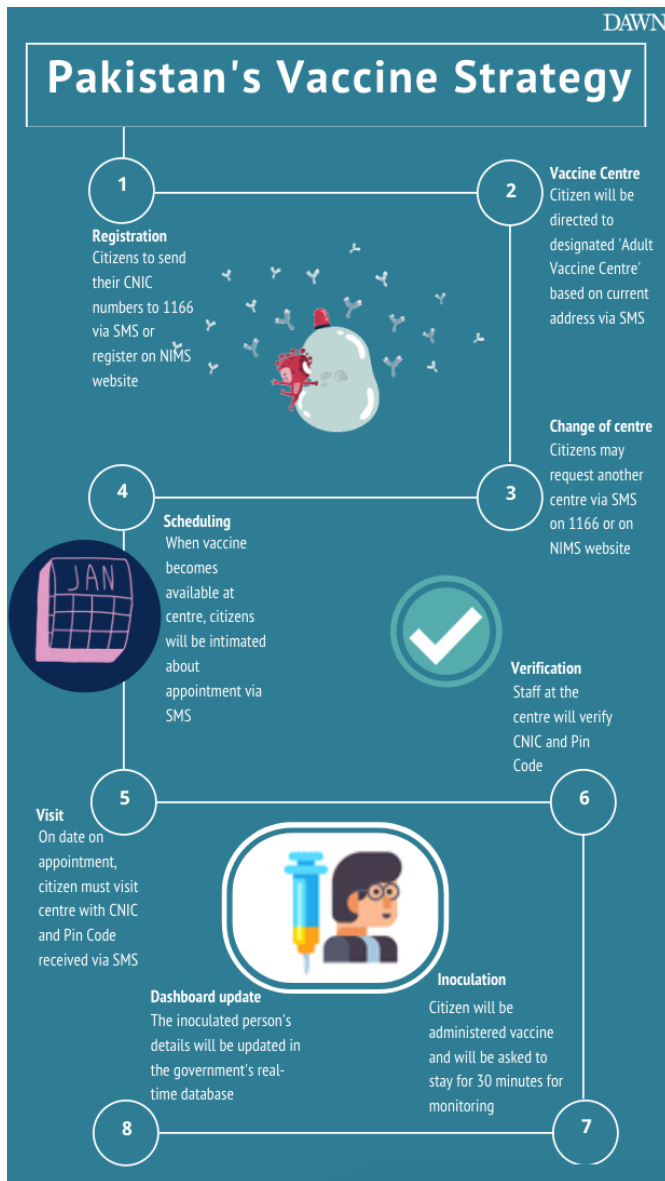 DAWN
Pakistan's Vaccine Strategy
1
Registration
Citizens to send
their CNIC
numbers to 1166
via SMS or
register on NIMS
website
2
Vaccine Centre
Citizen will be
directed to
designated 'Adult
Vaccine Centre'
based on current
address via SMS
3
Change of centre
Citizens may
request another
centre via SMS
on 1166 or on
NIMS website
4
Scheduling
When vaccine
becomes
available at
centre, citizens
will be intimated
about
appointment via
SMS
JAN
5
Visit
On date on
appointment,
citizen must visit
centre with CNIC
and Pin Code
received via SMS
6
Verification
Staff at the
centre will verify
CNIC and Pin
Code
7
Inoculation
Citizen will be
administered vaccine
and will be asked to
stay for 30 minutes for
monitoring
8
Dashboard update
The inoculated person's
details will be updated in
the government's real-
time database